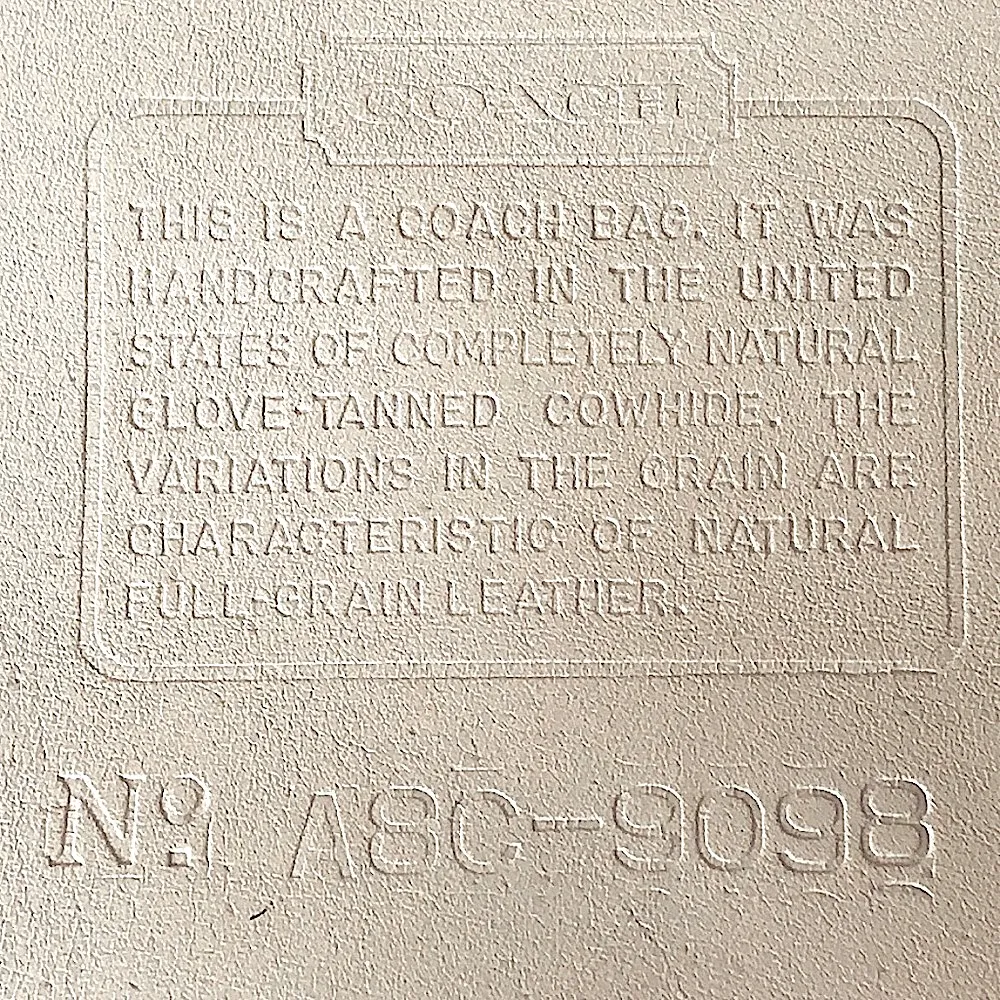 COACH
THIS IS A COACH BAG. IT WAS
HANDCRAFTED IN THE UNITED
STATES OF COMPLETELY NATURAL
GLOVE-TANNED COWHIDE. THE
VARIATIONS IN THE GRAIN ARE
CHARACTERISTIC OF NATURAL
FULL-GRAIN LEATHER.
Nº A8C-9098